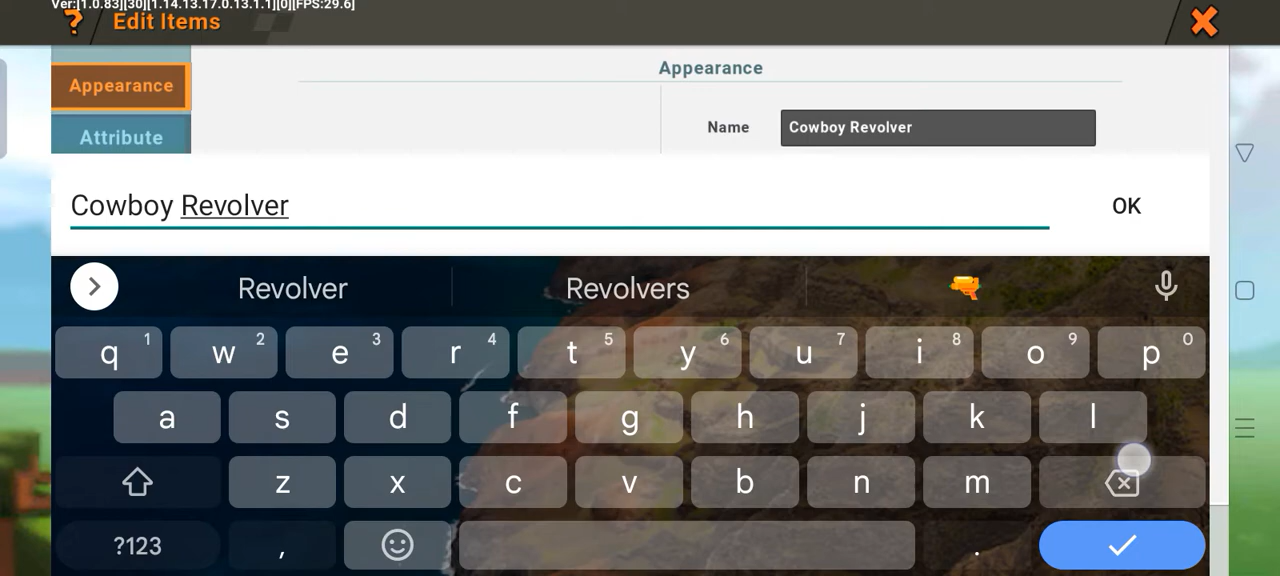 Ver:[1.0.83][30][1.14.13.17.0.13.1.1][0][FPS:29.6]
? Edit Items
Appearance
Appearance
Name Cowboy Revolver
Attribute
Cowboy Revolver OK
Revolver Revolvers
q 1 w 2 e 3 r 4 t 5 y 6 u 7 i 8 o 9 p 0
a s d f g h j k l
z x c v b n m
?123 , .